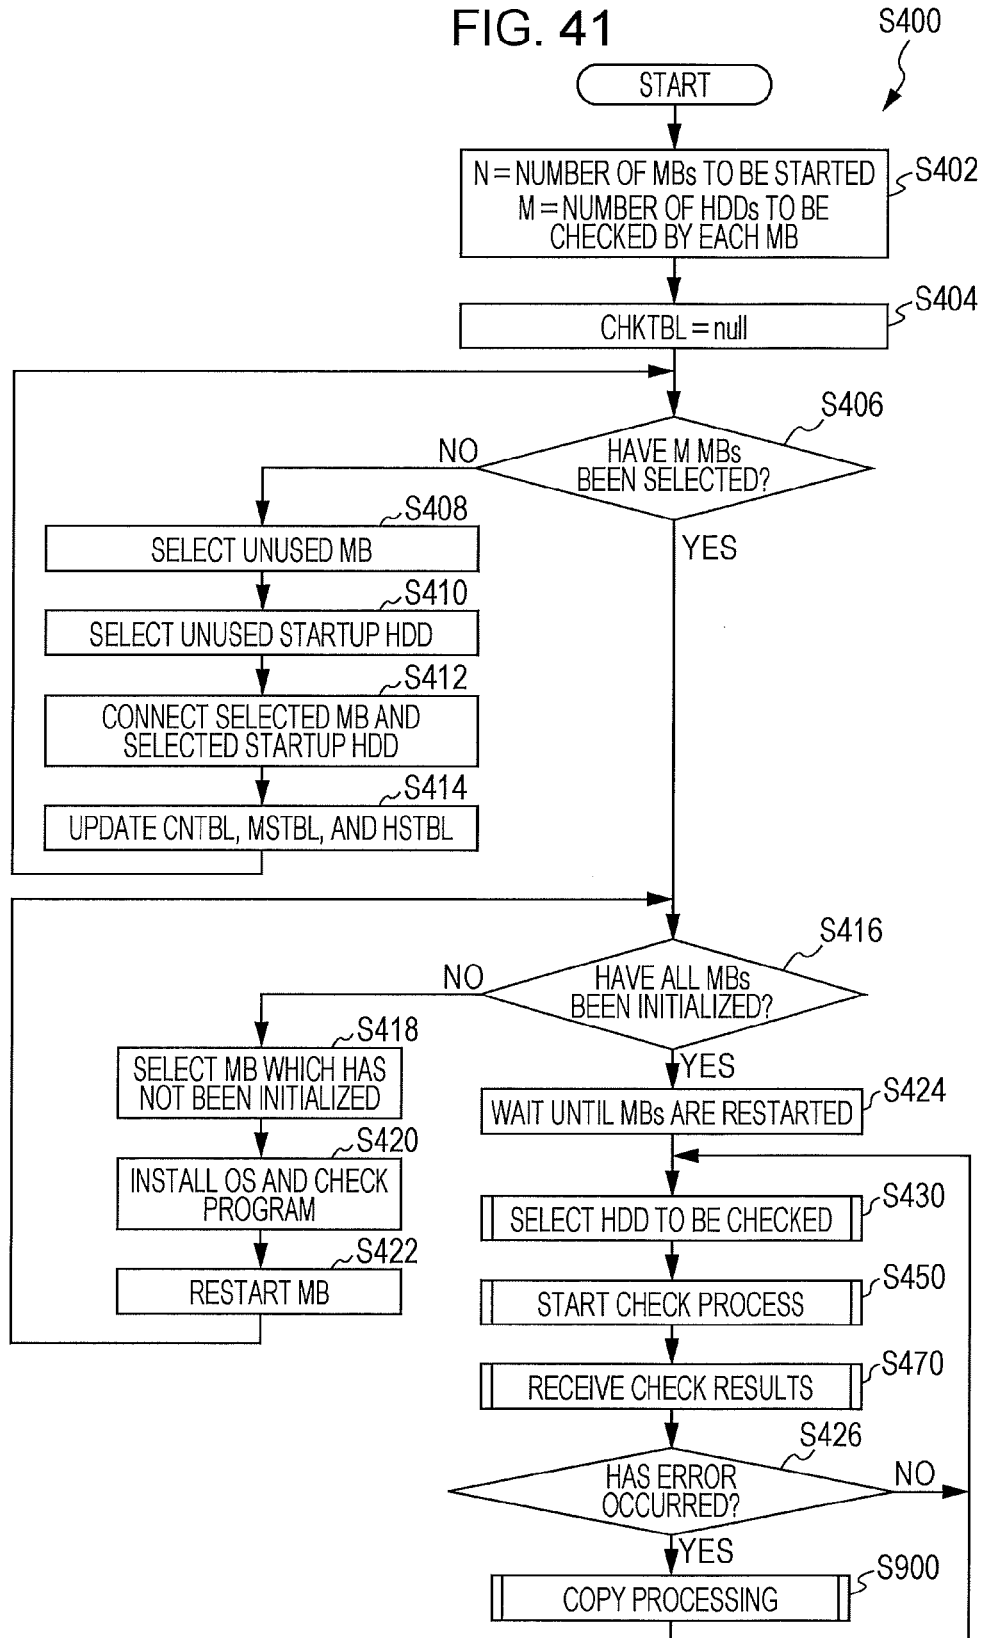 FIG. 41
S400
START
N=NUMBER OF MBs TO BE STARTED
M=NUMBER OF HDDs TO BE
CHECKED BY EACH MB
S402
CHKTBL=null
S404
S406
HAVE M MBs
BEEN SELECTED?
NO
YES
S408
SELECT UNUSED MB
S410
SELECT UNUSED STARTUP HDD
S412
CONNECT SELECTED MB AND
SELECTED STARTUP HDD
S414
UPDATE CNTBL, MSTBL, AND HSTBL
S416
HAVE ALL MBs
BEEN INITIALIZED?
NO
YES
S418
SELECT MB WHICH HAS
NOT BEEN INITIALIZED
S420
INSTALL OS AND CHECK
PROGRAM
S422
RESTART MB
S424
WAIT UNTIL MBs ARE RESTARTED
S430
SELECT HDD TO BE CHECKED
S450
START CHECK PROCESS
S470
RECEIVE CHECK RESULTS
S426
HAS ERROR
OCCURRED?
NO
YES
S900
COPY PROCESSING